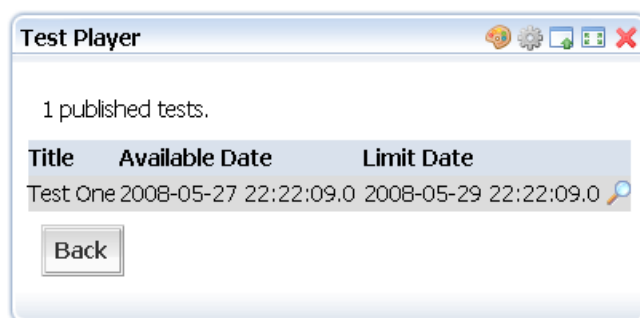 Test Player
1 published tests.
Title Available Date Limit Date
Test One 2008-05-27 22:22:09.0 2008-05-29 22:22:09.0
Back